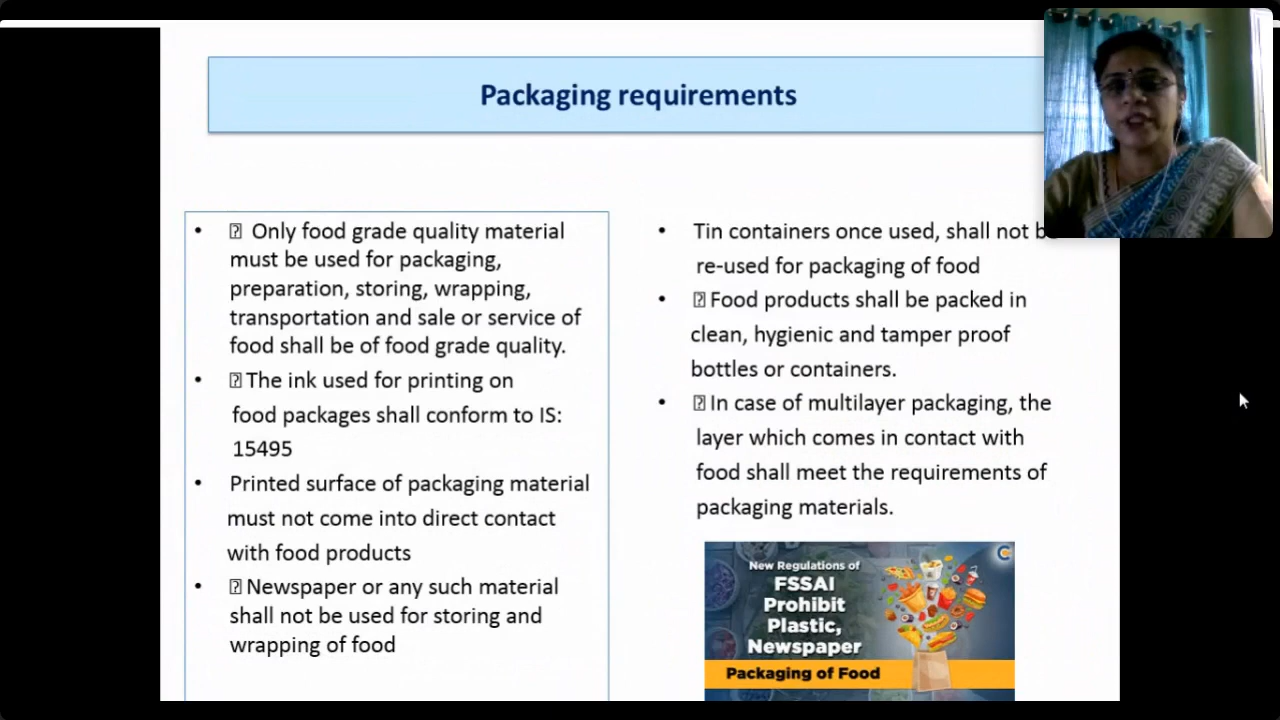 Packaging requirements
• Only food grade quality material
must be used for packaging,
preparation, storing, wrapping,
transportation and sale or service of
food shall be of food grade quality.
• The ink used for printing on
food packages shall conform to IS:
15495
• Printed surface of packaging material
must not come into direct contact
with food products
• Newspaper or any such material
shall not be used for storing and
wrapping of food
• Tin containers once used, shall not
re-used for packaging of food
• Food products shall be packed in
clean, hygienic and tamper proof
bottles or containers.
• In case of multilayer packaging, the
layer which comes in contact with
food shall meet the requirements of
packaging materials.
New Regulations of
FSSAI
Prohibit
Plastic,
Newspaper
Packaging of Food